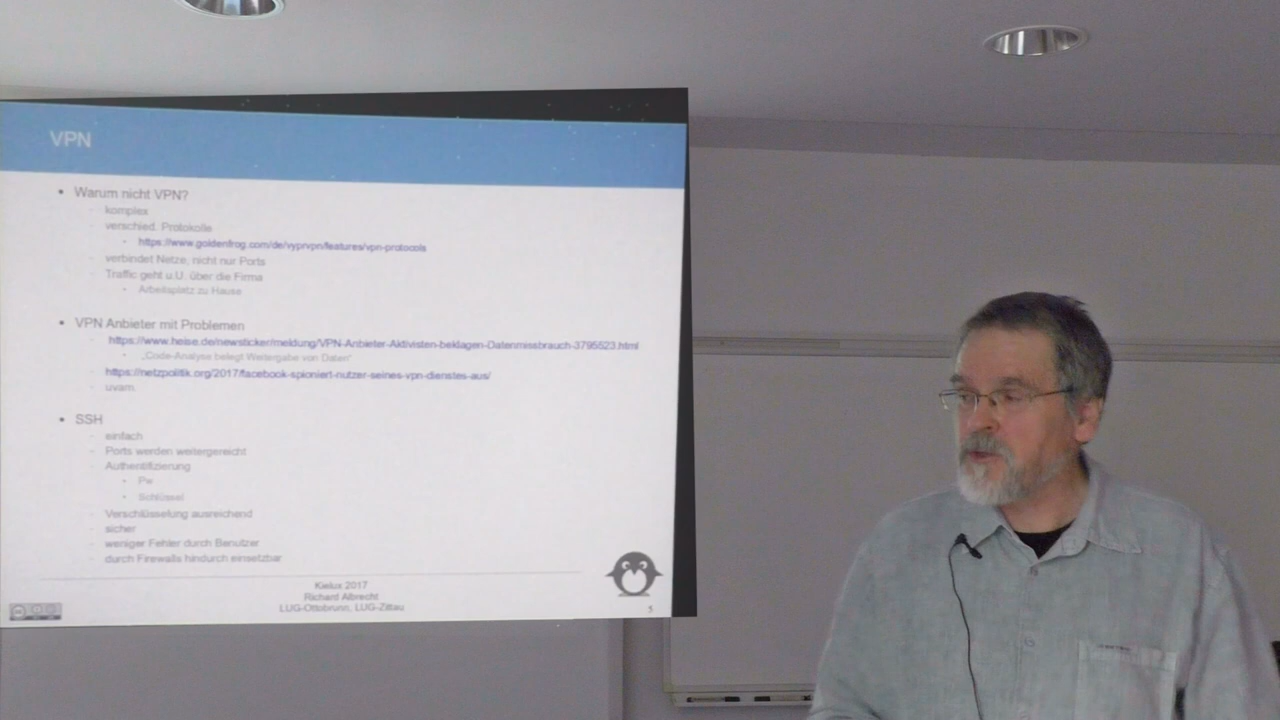 VPN
Warum nicht VPN?
komplex
verschied. Protokolle
https://www.goldenfrog.com/de/vyprvpn/features/vpn-protocols
verbindet Netze, nicht nur Ports
Traffic geht u.U. über die Firma
Arbeitsplatz zu Hause
VPN Anbieter mit Problemen
https://www.heise.de/newsticker/meldung/VPN-Anbieter-Aktivisten-beklagen-Datenmissbrauch-3795523.html
„Code-Analyse belegt Weitergabe von Daten“
https://netzpolitik.org/2017/facebook-spioniert-nutzer-seines-vpn-dienstes-aus/
uvam.
SSH
einfach
Ports werden weitergereicht
Authentifizierung
Pw
Schlüssel
Verschlüsselung ausreichend
sicher
weniger Fehler durch Benutzer
durch Firewalls hindurch einsetzbar
Kielux 2017
Richard Albrecht
LUG-Ottobrunn, LUG-Zittau
5